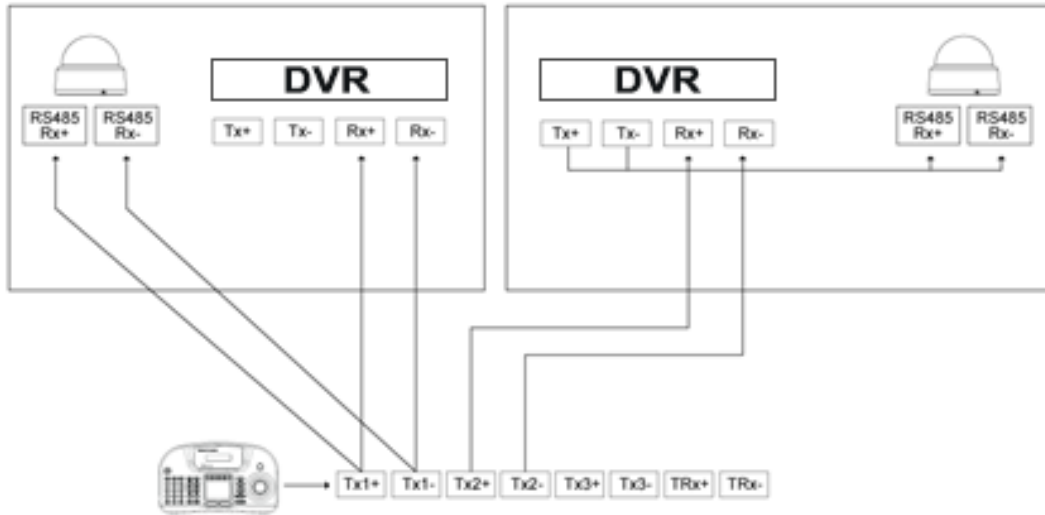 DVR
RS485
Rx+
RS485
Rx-
Tx+
Tx-
Rx+
Rx-
DVR
Tx+
Tx-
Rx+
Rx-
RS485
Rx+
RS485
Rx-
Tx1+
Tx1-
Tx2+
Tx2-
Tx3+
Tx3-
TRx+
TRx-